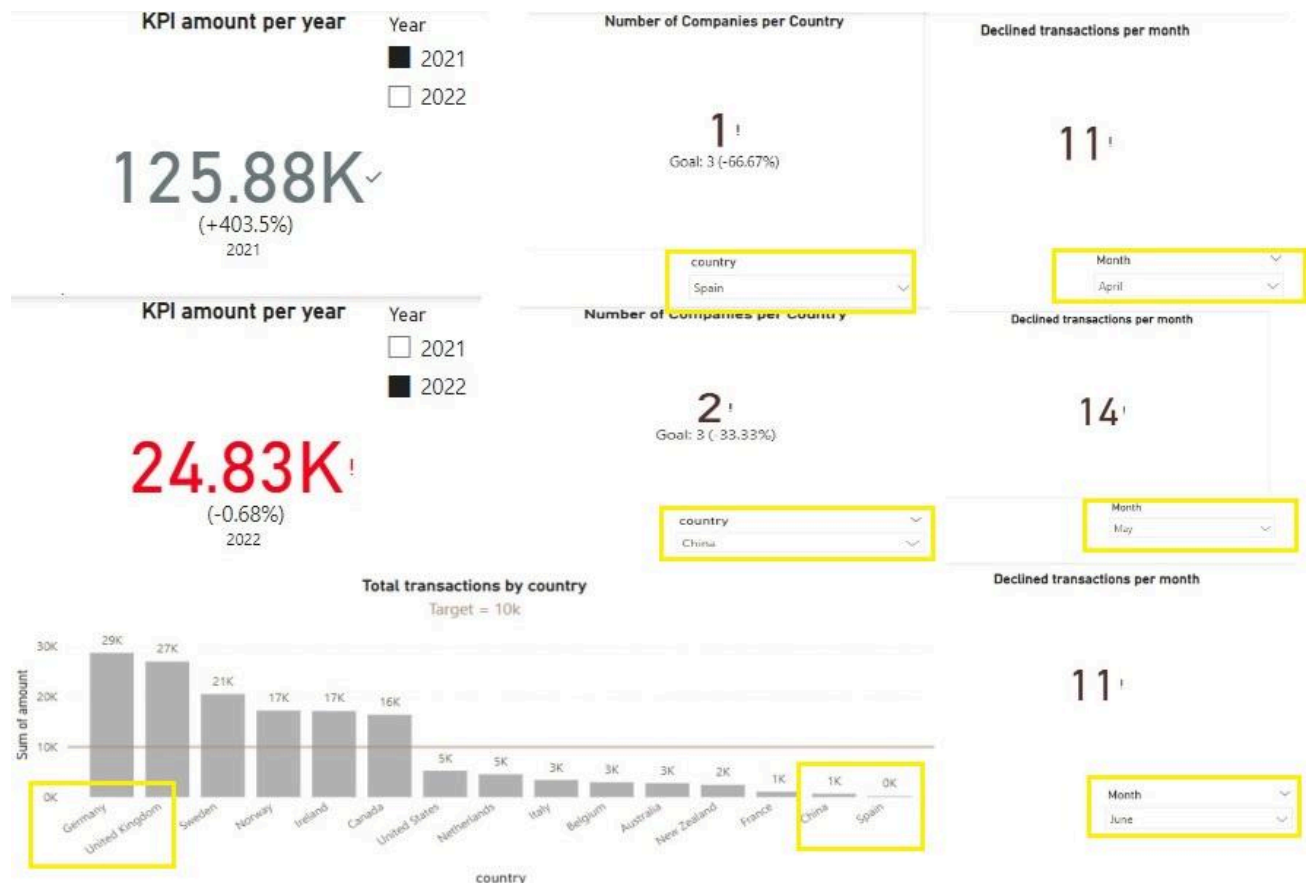 KPI amount per year
Year
2021
2022
125.88K
(+403.5%)
2021
Number of Companies per Country
1 !
Goal: 3 (-66.67%)
country
Spain
Declined transactions per month
11 !
Month
April
KPI amount per year
Year
2021
2022
24.83K !
(-0.68%)
2022
Number of Companies per Country
2 !
Goal: 3 (-33.33%)
country
China
Declined transactions per month
14 !
Month
May
Total transactions by country
Target = 10k
Sum of amount
30K
20K
10K
0K
29K
27K
21K
17K
17K
16K
5K
5K
3K
3K
3K
2K
1K
1K
0K
Germany
United Kingdom
Sweden
Norway
Ireland
Canada
United States
Netherlands
Italy
Belgium
Australia
New Zealand
France
China
Spain
country
Declined transactions per month
11 !
Month
June